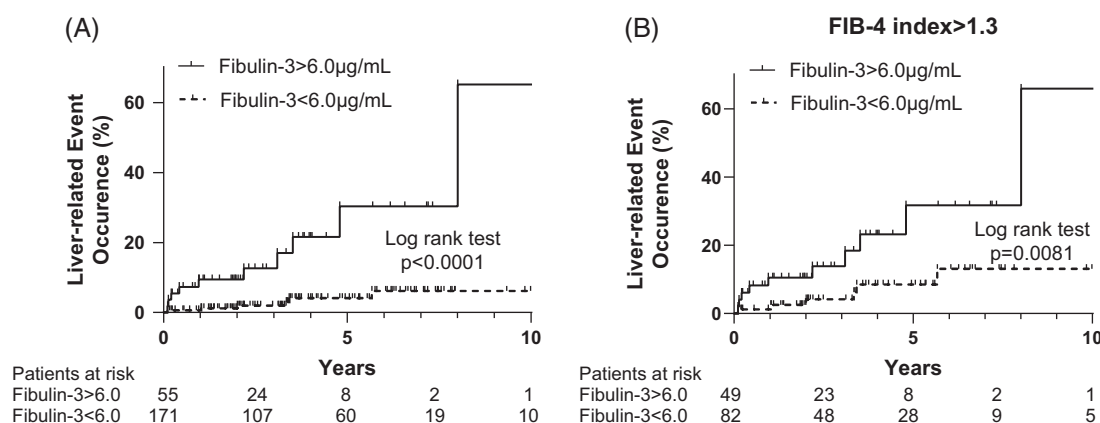 (A)
Fibulin-3>6.0µg/mL
Fibulin-3<6.0µg/mL
Liver-related Event
Occurence (%)
60
40
20
0
Log rank test
p<0.0001
0 5 10
Years
Patients at risk
Fibulin-3>6.0 55 24 8 2 1
Fibulin-3<6.0 171 107 60 19 10
(B)
FIB-4 index>1.3
Fibulin-3>6.0µg/mL
Fibulin-3<6.0µg/mL
Liver-related Event
Occurence (%)
60
40
20
0
Log rank test
p=0.0081
0 5 10
Years
Patients at risk
Fibulin-3>6.0 49 23 8 2 1
Fibulin-3<6.0 82 48 28 9 5